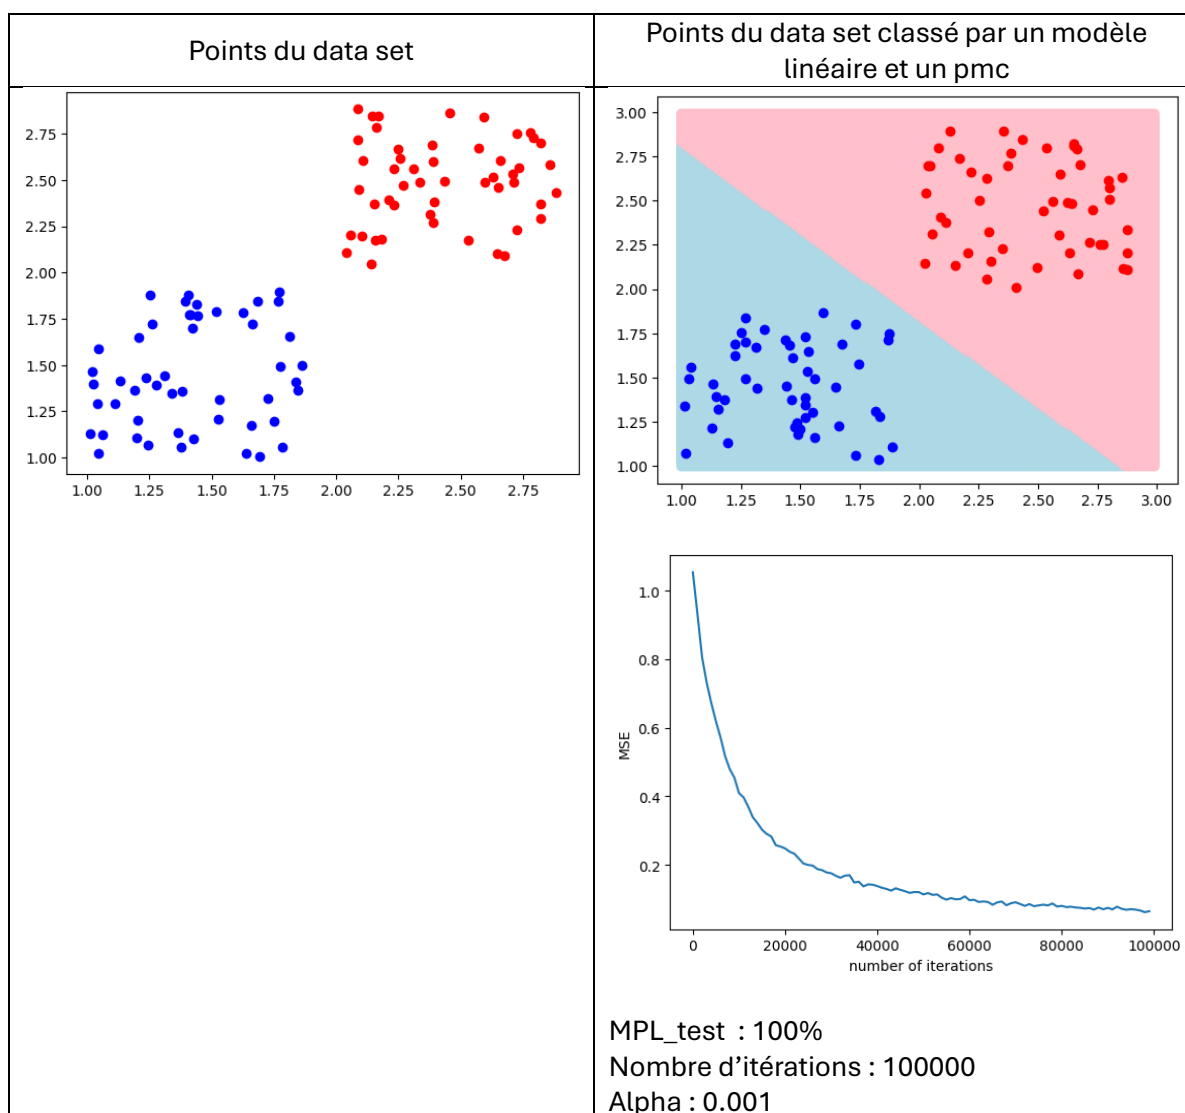 Points du data set
Points du data set classé par un modèle
linéaire et un pmc
2.75
2.50
2.25
2.00
1.75
1.50
1.25
1.00
1.00 1.25 1.50 1.75 2.00 2.25 2.50 2.75
3.00
2.75
2.50
2.25
2.00
1.75
1.50
1.25
1.00
1.00 1.25 1.50 1.75 2.00 2.25 2.50 2.75 3.00
1.0
0.8
0.6
0.4
0.2
MSE
0 20000 40000 60000 80000 100000
number of iterations
MPL_test : 100%
Nombre d’itérations : 100000
Alpha : 0.001